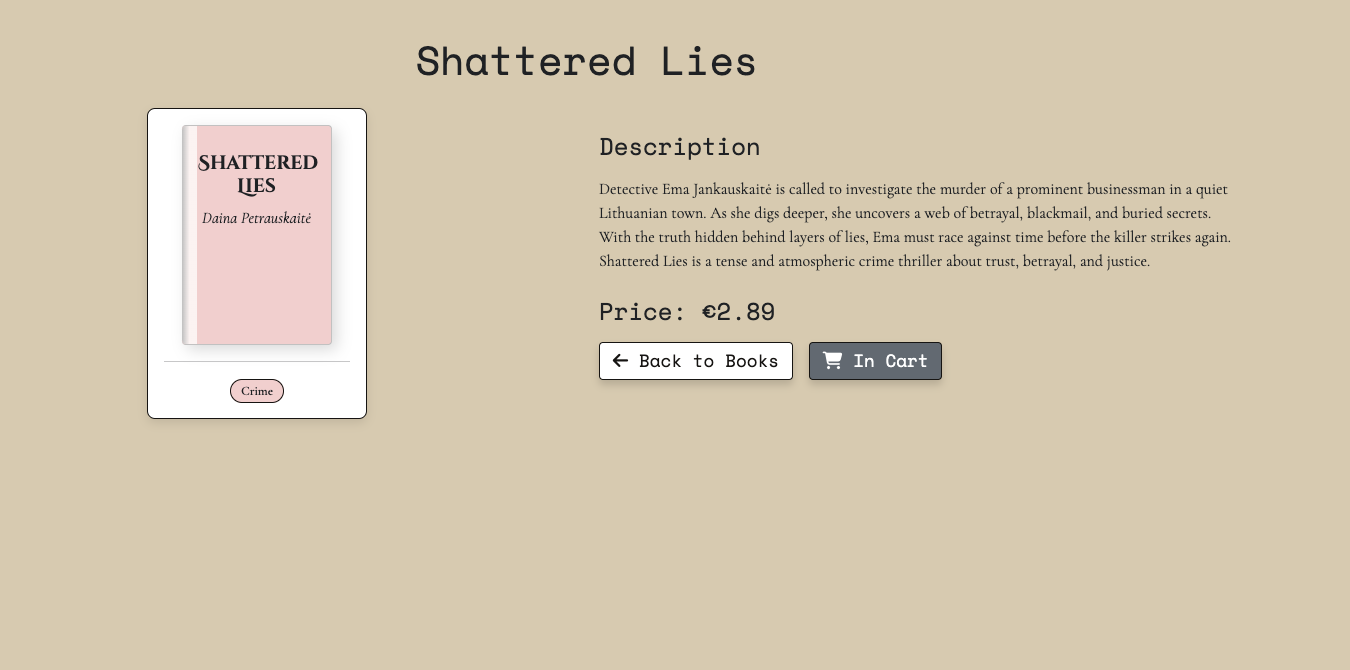 Shattered Lies
Shattered
Lies
Daina Petrauskaitė
Crime
Description
Detective Ema Jankauskaitė is called to investigate the murder of a prominent businessman in a quiet
Lithuanian town. As she digs deeper, she uncovers a web of betrayal, blackmail, and buried secrets.
With the truth hidden behind layers of lies, Ema must race against time before the killer strikes again.
Shattered Lies is a tense and atmospheric crime thriller about trust, betrayal, and justice.
Price: €2.89
Back to Books
In Cart